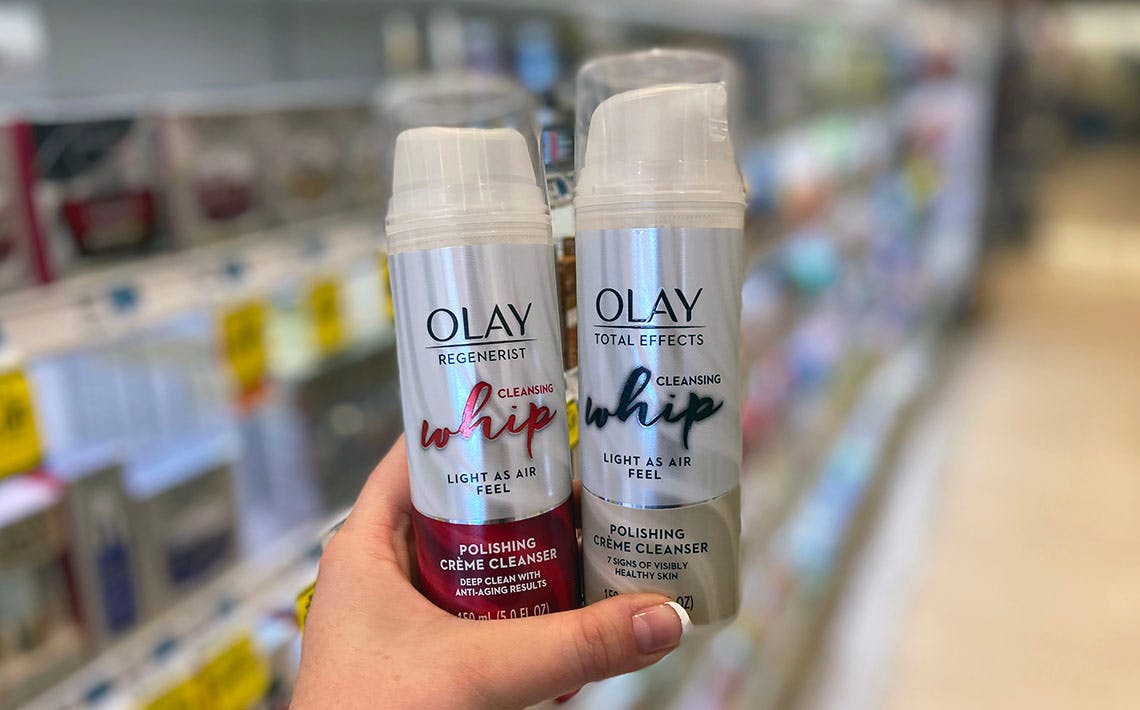 OLAY
REGENERIST
CLEANSING
whip
LIGHT AS AIR
FEEL
POLISHING
CRÈME CLEANSER
DEEP CLEAN WITH
ANTI-AGING RESULTS
150 mL (5.0 FL OZ)
OLAY
TOTAL EFFECTS
CLEANSING
whip
LIGHT AS AIR
FEEL
POLISHING
CRÈME CLEANSER
7 SIGNS OF VISIBLY
HEALTHY SKIN